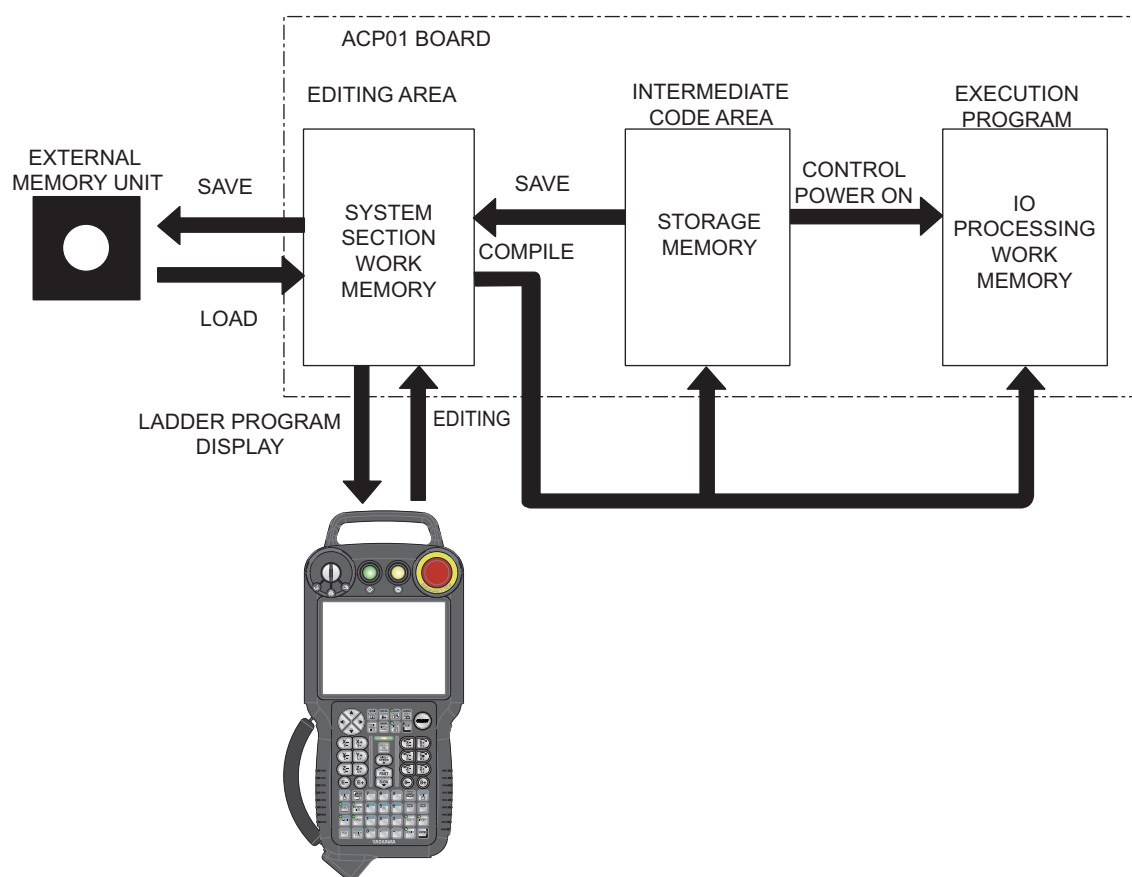 ACP01 BOARD
EDITING AREA
INTERMEDIATE
CODE AREA
EXECUTION
PROGRAM
EXTERNAL
MEMORY UNIT
SAVE
LOAD
SYSTEM
SECTION
WORK
MEMORY
SAVE
COMPILE
STORAGE
MEMORY
CONTROL
POWER ON
IO
PROCESSING
WORK
MEMORY
LADDER PROGRAM
DISPLAY
EDITING
YASKAWA